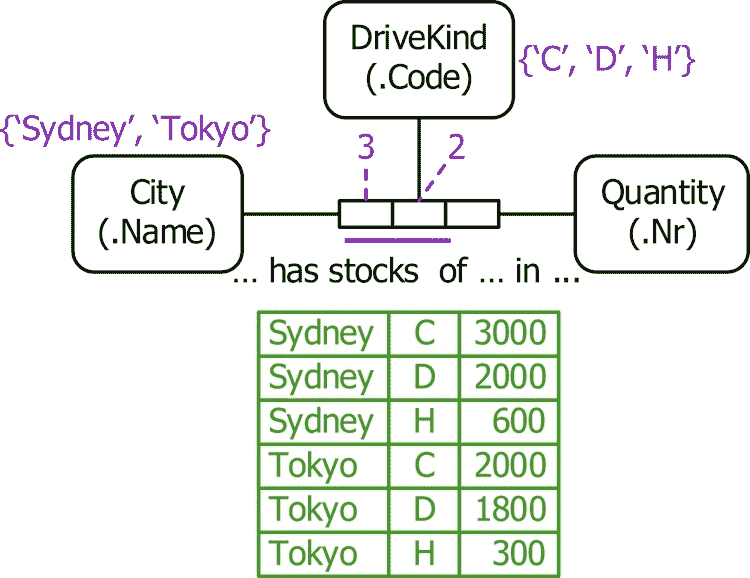 DriveKind
(.Code)
{‘C’, ‘D’, ‘H’}
{‘Sydney’, ‘Tokyo’}
3 2
City
(.Name)
Quantity
(.Nr)
… has stocks of … in ...
Sydney C 3000
Sydney D 2000
Sydney H 600
Tokyo C 2000
Tokyo D 1800
Tokyo H 300